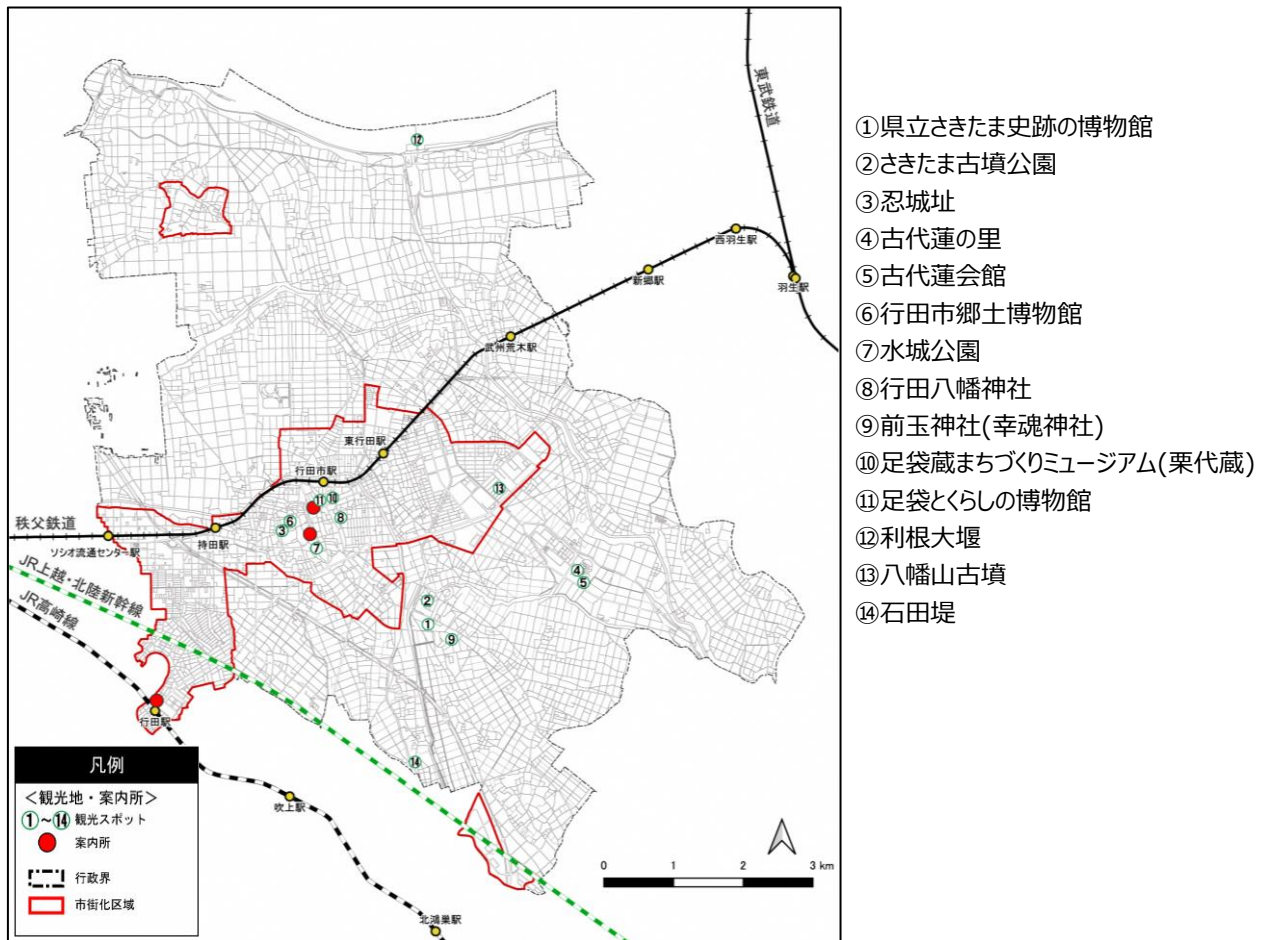 東武鉄道
⑫
西羽生駅
新郷駅
羽生駅
武州荒木駅
東行田駅
行田市駅
⑬
⑪
⑩
⑥
⑧
③
⑦
秩父鉄道
持田駅
ソシオ流通センター駅
JR上越・北陸新幹線
JR高崎線
④
⑤
②
①
⑨
行田駅
⑭
吹上駅
北鴻巣駅
凡例
<観光地・案内所>
①~⑭ 観光スポット
案内所
行政界
市街化区域
0 1 2 3 km
①県立さきたま史跡の博物館
②さきたま古墳公園
③忍城址
④古代蓮の里
⑤古代蓮会館
⑥行田市郷土博物館
⑦水城公園
⑧行田八幡神社
⑨前玉神社(幸魂神社)
⑩足袋蔵まちづくりミュージアム(栗代蔵)
⑪足袋とくらしの博物館
⑫利根大堰
⑬八幡山古墳
⑭石田堤